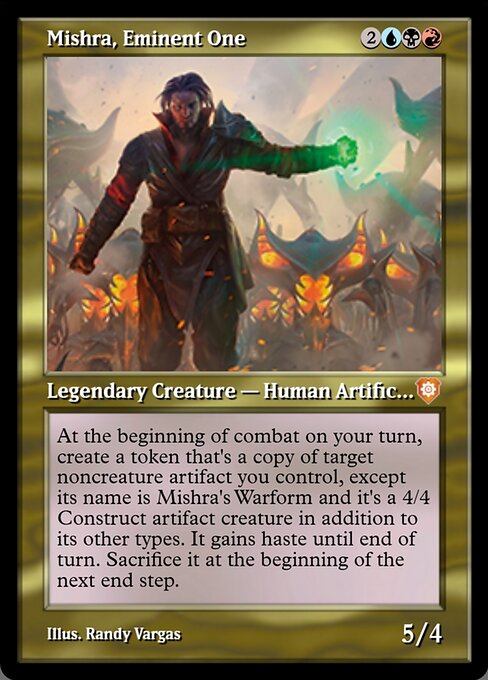 Mishra, Eminent One 2
Legendary Creature — Human Artific...
At the beginning of combat on your turn,
create a token that's a copy of target
noncreature artifact you control, except
its name is Mishra's Warform and it's a 4/4
Construct artifact creature in addition to
its other types. It gains haste until end of
turn. Sacrifice it at the beginning of the
next end step.
Illus. Randy Vargas 5/4